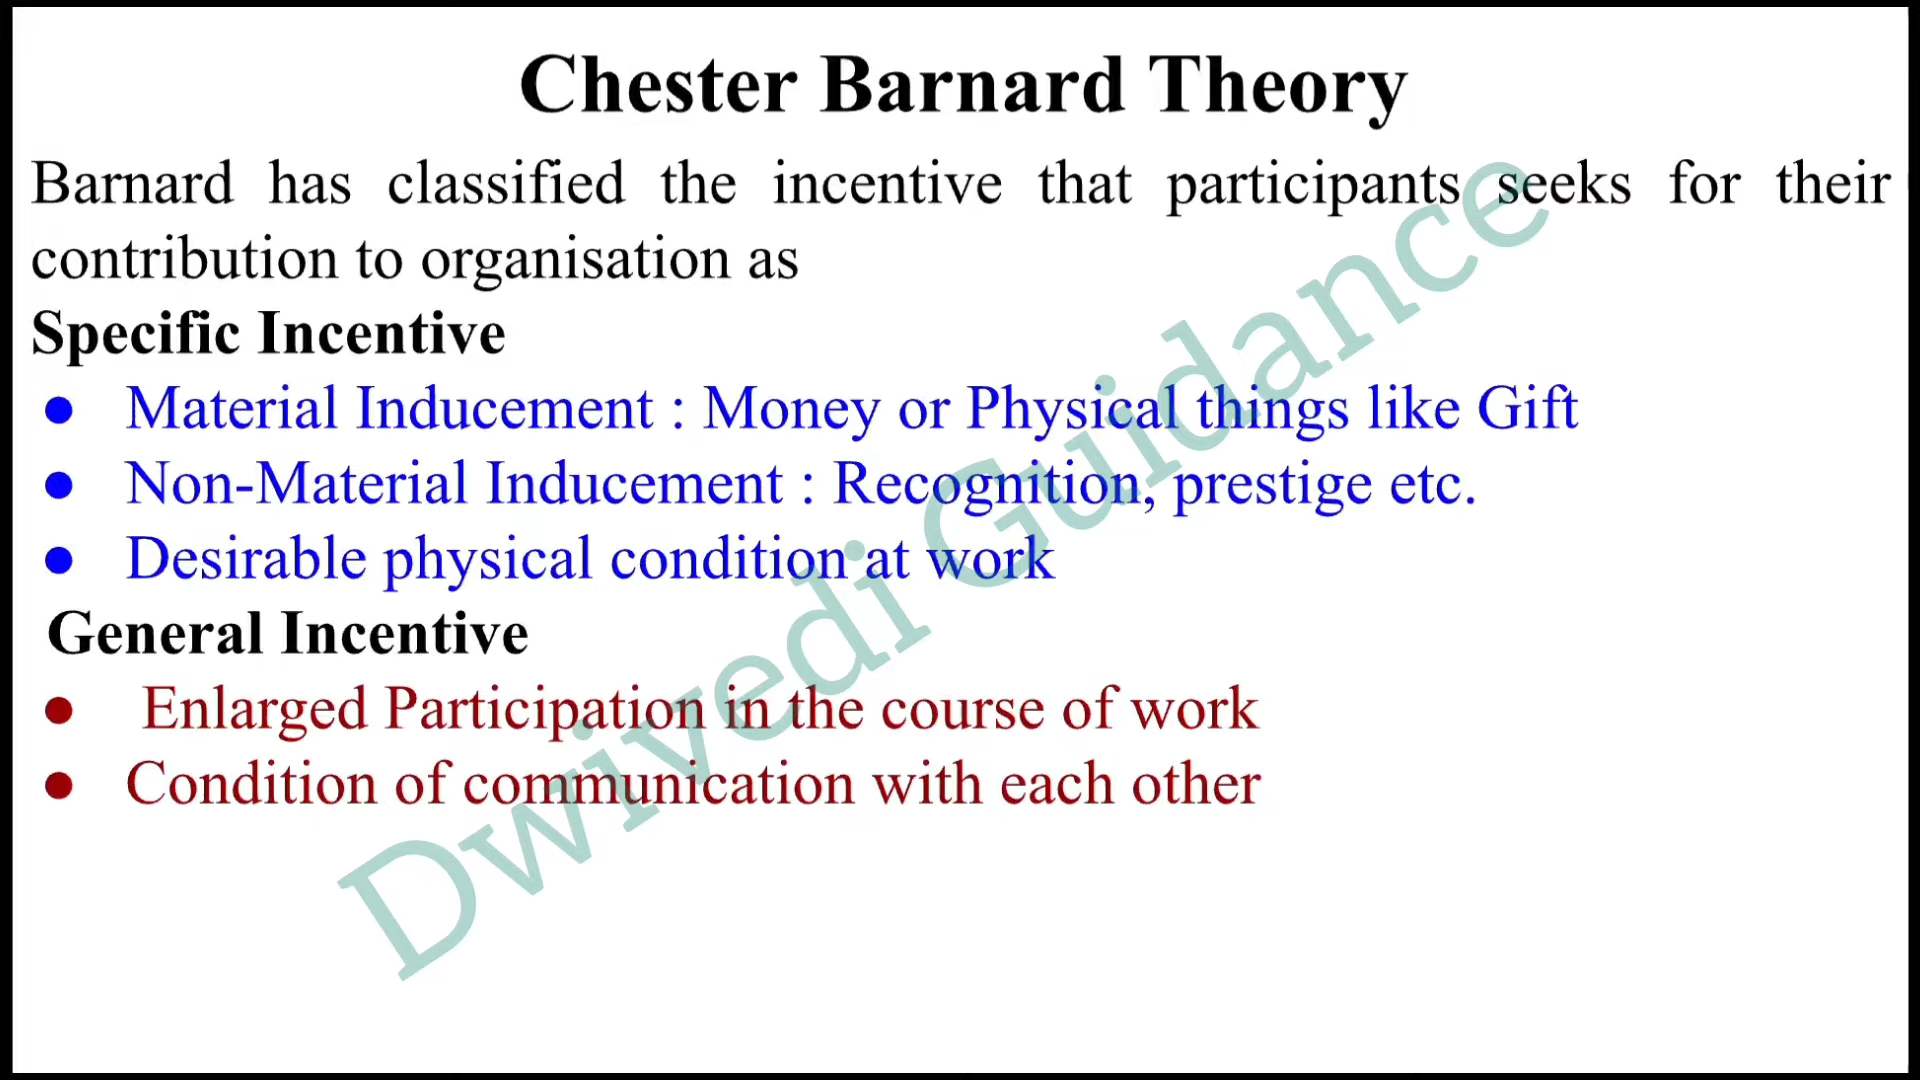 Chester Barnard Theory
Barnard has classified the incentive that participants seeks for their
contribution to organisation as
Specific Incentive
● Material Inducement : Money or Physical things like Gift
● Non-Material Inducement : Recognition, prestige etc.
● Desirable physical condition at work
General Incentive
● Enlarged Participation in the course of work
● Condition of communication with each other
Dwivedi Guidance